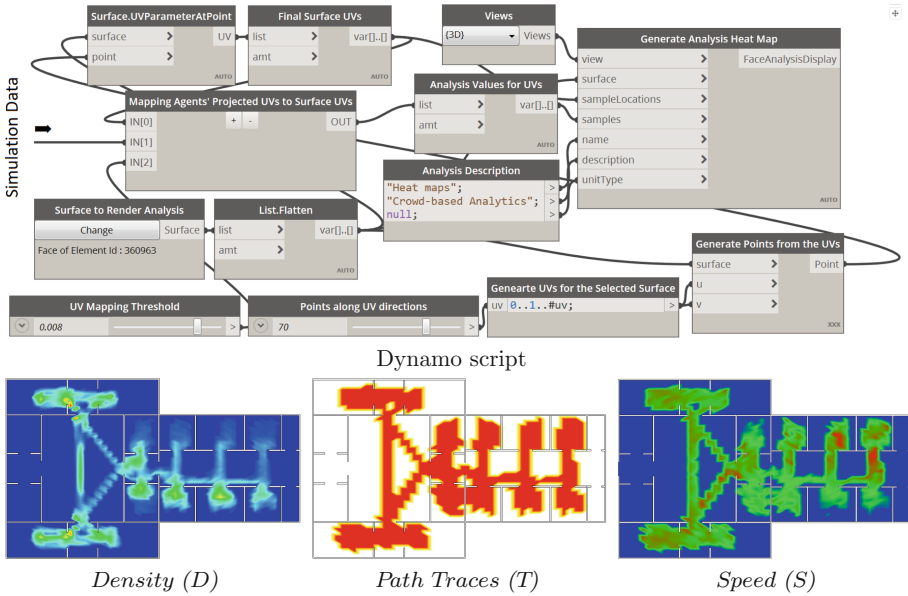 Surface.UVParameterAtPoint
surface > UV
point >
AUTO
Final Surface UVs
list > var[]..[]
amt >
AUTO
Views
{3D} Views
Generate Analysis Heat Map
view > FaceAnalysisDisplay
surface >
sampleLocations >
samples >
name >
description >
unitType >
AUTO
Simulation Data
Mapping Agents' Projected UVs to Surface UVs
IN[0] + - OUT
IN[1]
IN[2]
Analysis Values for UVs
list > var[]..[]
amt >
AUTO
Analysis Description
"Heat maps"; >
"Crowd-based Analytics"; >
null; >
Surface to Render Analysis
Change Surface
Face of Element Id : 360963
List.Flatten
list > var[]..[]
amt >
AUTO
Generate Points from the UVs
surface > Point
u >
v >
XXX
UV Mapping Threshold
0.008 >
Points along UV directions
70 >
Genearte UVs for the Selected Surface
uv 0..1..#uv; >
Dynamo script
Density (D)
Path Traces (T)
Speed (S)